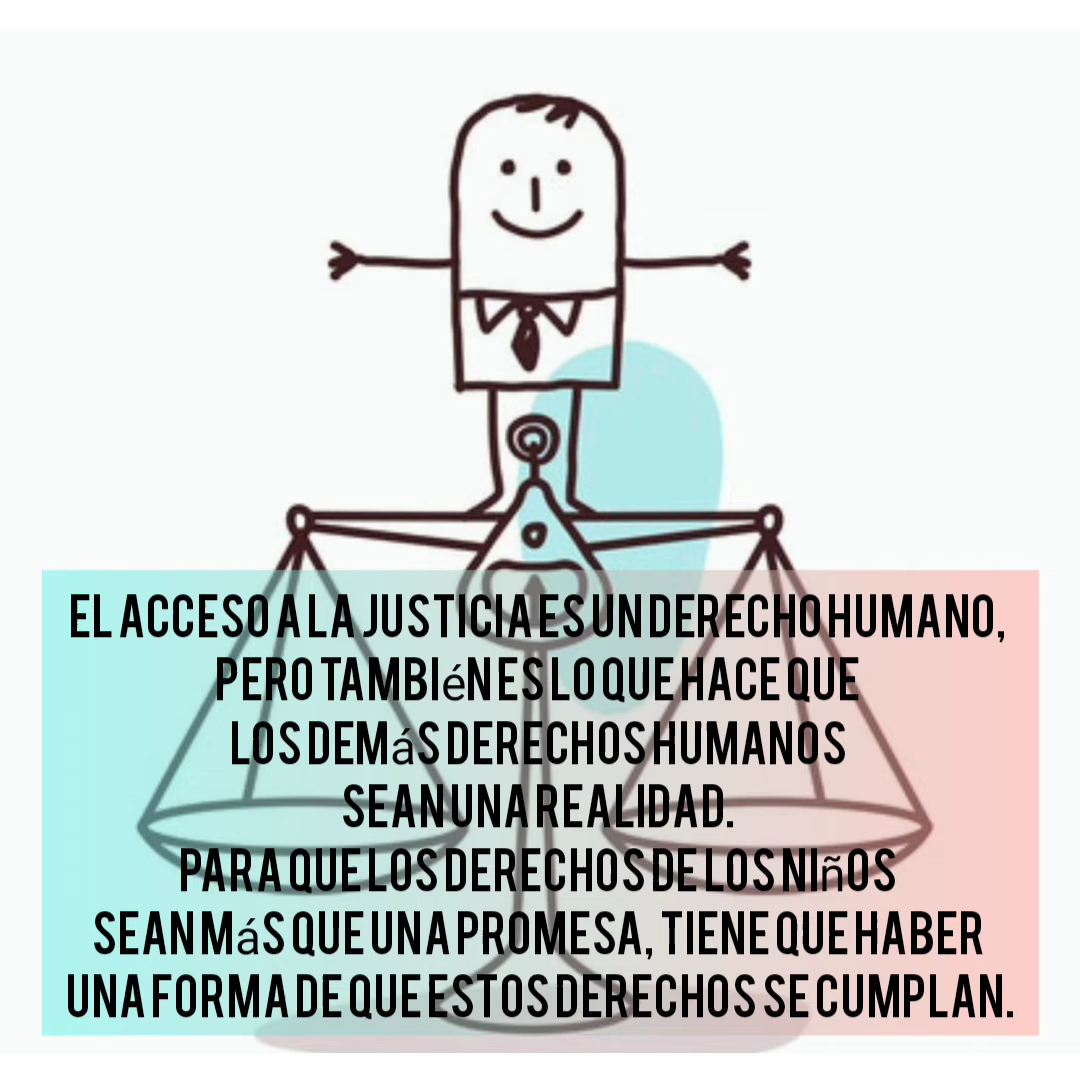 EL ACCESO A LA JUSTICIA ES UN DERECHO HUMANO,
PERO TAMBIéN ES LO QUE HACE QUE
LOS DEMáS DERECHOS HUMANOS
SEAN UNA REALIDAD.
PARA QUE LOS DERECHOS DE LOS NIñOS
SEAN MáS QUE UNA PROMESA, TIENE QUE HABER
UNA FORMA DE QUE ESTOS DERECHOS SE CUMPLAN.